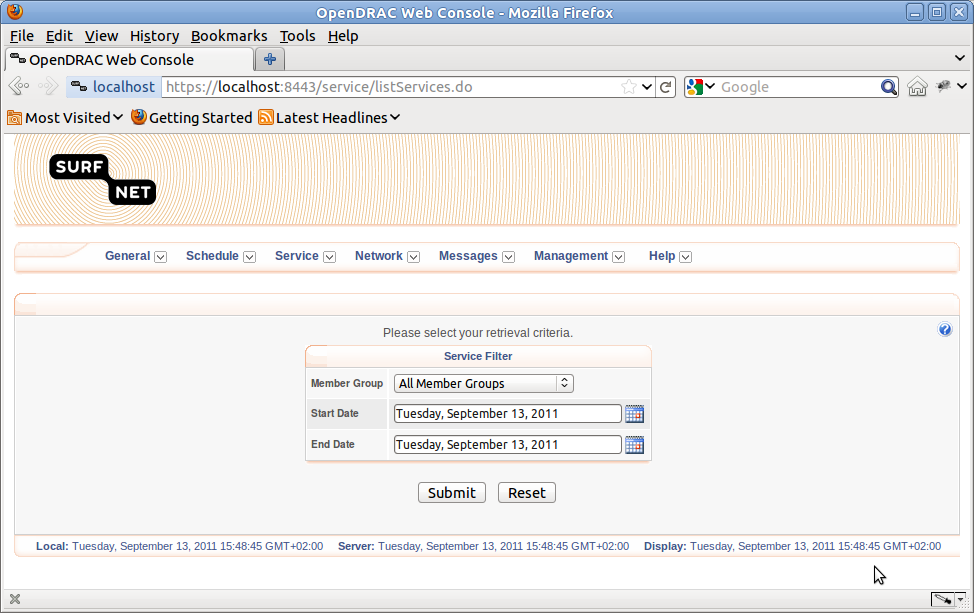 OpenDRAC Web Console - Mozilla Firefox
File Edit View History Bookmarks Tools Help
OpenDRAC Web Console
localhost https://localhost:8443/service/listServices.do Google
Most Visited Getting Started Latest Headlines
SURF
NET
General Schedule Service Network Messages Management Help
Please select your retrieval criteria.
Service Filter
Member Group All Member Groups
Start Date Tuesday, September 13, 2011
End Date Tuesday, September 13, 2011
Submit Reset
Local: Tuesday, September 13, 2011 15:48:45 GMT+02:00 Server: Tuesday, September 13, 2011 15:48:45 GMT+02:00 Display: Tuesday, September 13, 2011 15:48:45 GMT+02:00